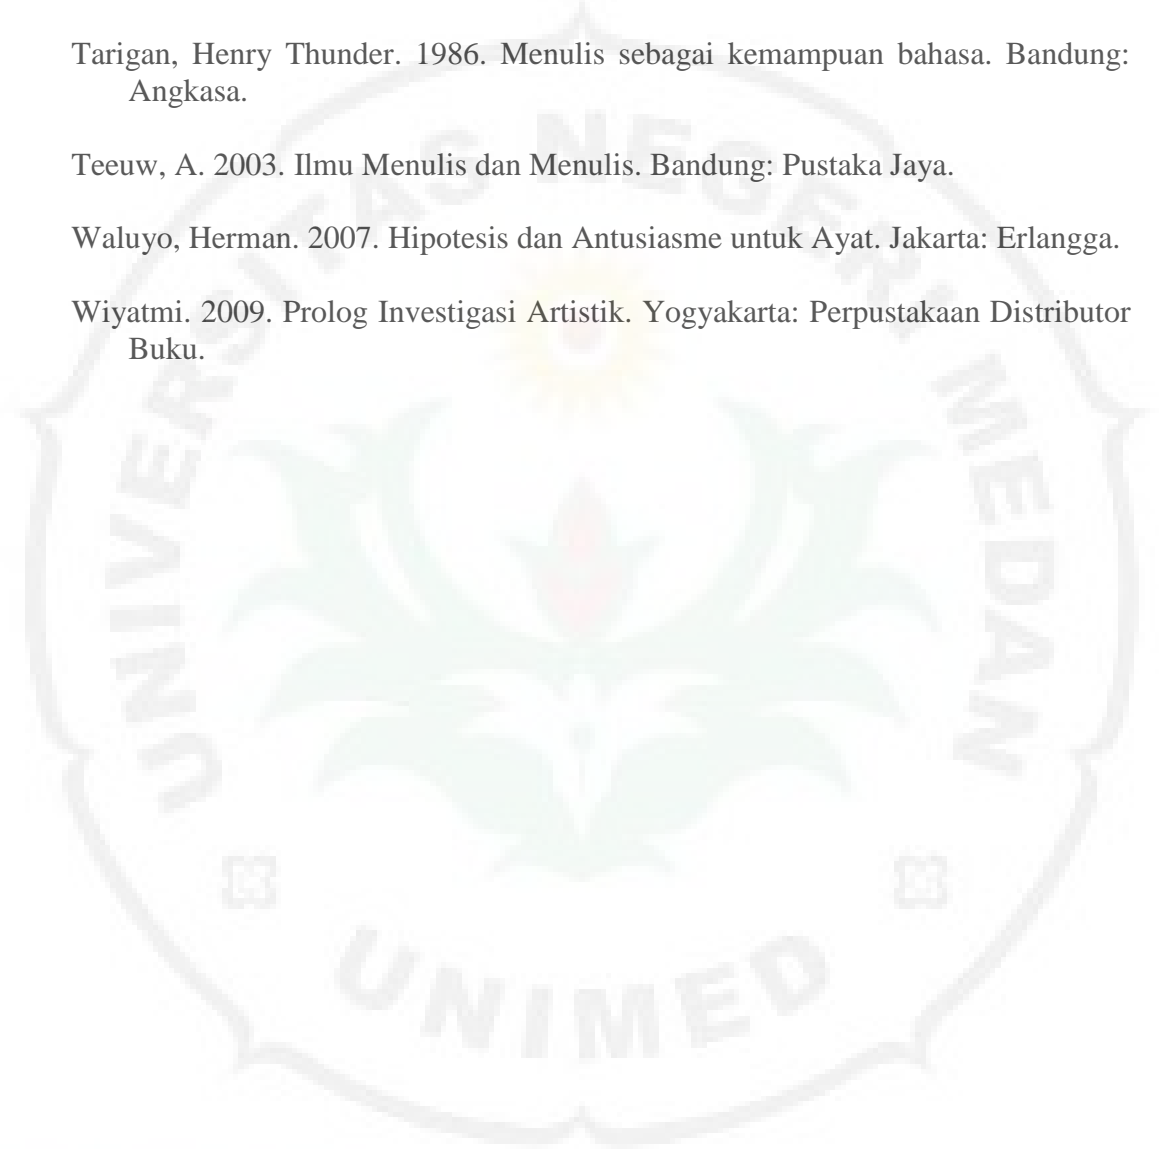 Tarigan, Henry Thunder. 1986. Menulis sebagai kemampuan bahasa. Bandung:
Angkasa.
Teeuw, A. 2003. Ilmu Menulis dan Menulis. Bandung: Pustaka Jaya.
Waluyo, Herman. 2007. Hipotesis dan Antusiasme untuk Ayat. Jakarta: Erlangga.
Wiyatmi. 2009. Prolog Investigasi Artistik. Yogyakarta: Perpustakaan Distributor
Buku.
UNIVERSITAS NEGERI MEDAN
UNIMED